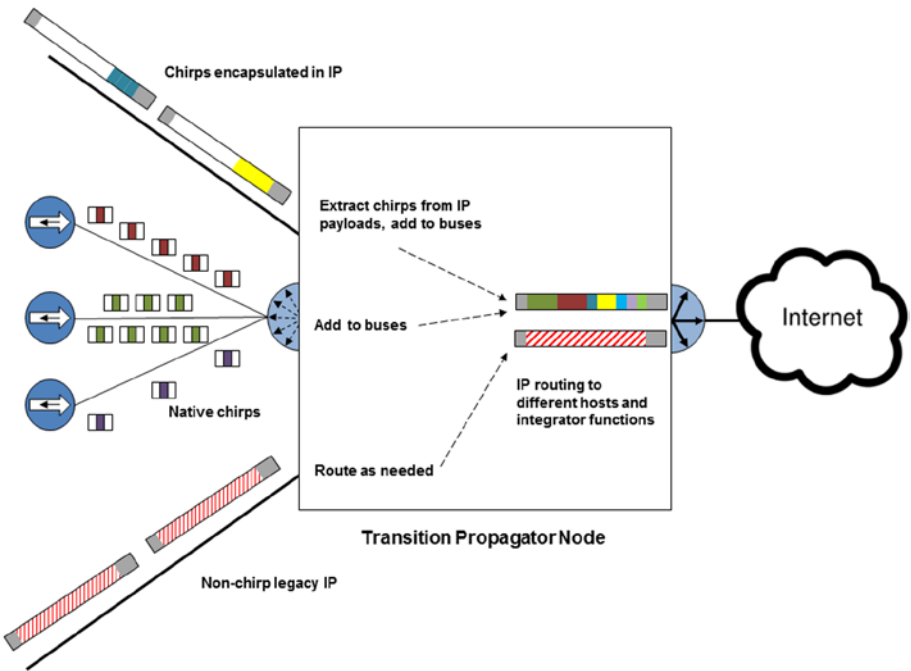 Chirps encapsulated in IP
Extract chirps from IP
payloads, add to buses
Add to buses
Internet
IP routing to
different hosts and
integrator functions
Native chirps
Route as needed
Transition Propagator Node
Non-chirp legacy IP